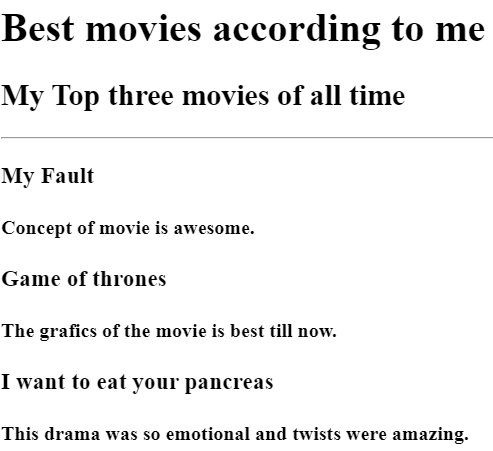 Best movies according to me
My Top three movies of all time
My Fault
Concept of movie is awesome.
Game of thrones
The grafics of the movie is best till now.
I want to eat your pancreas
This drama was so emotional and twists were amazing.